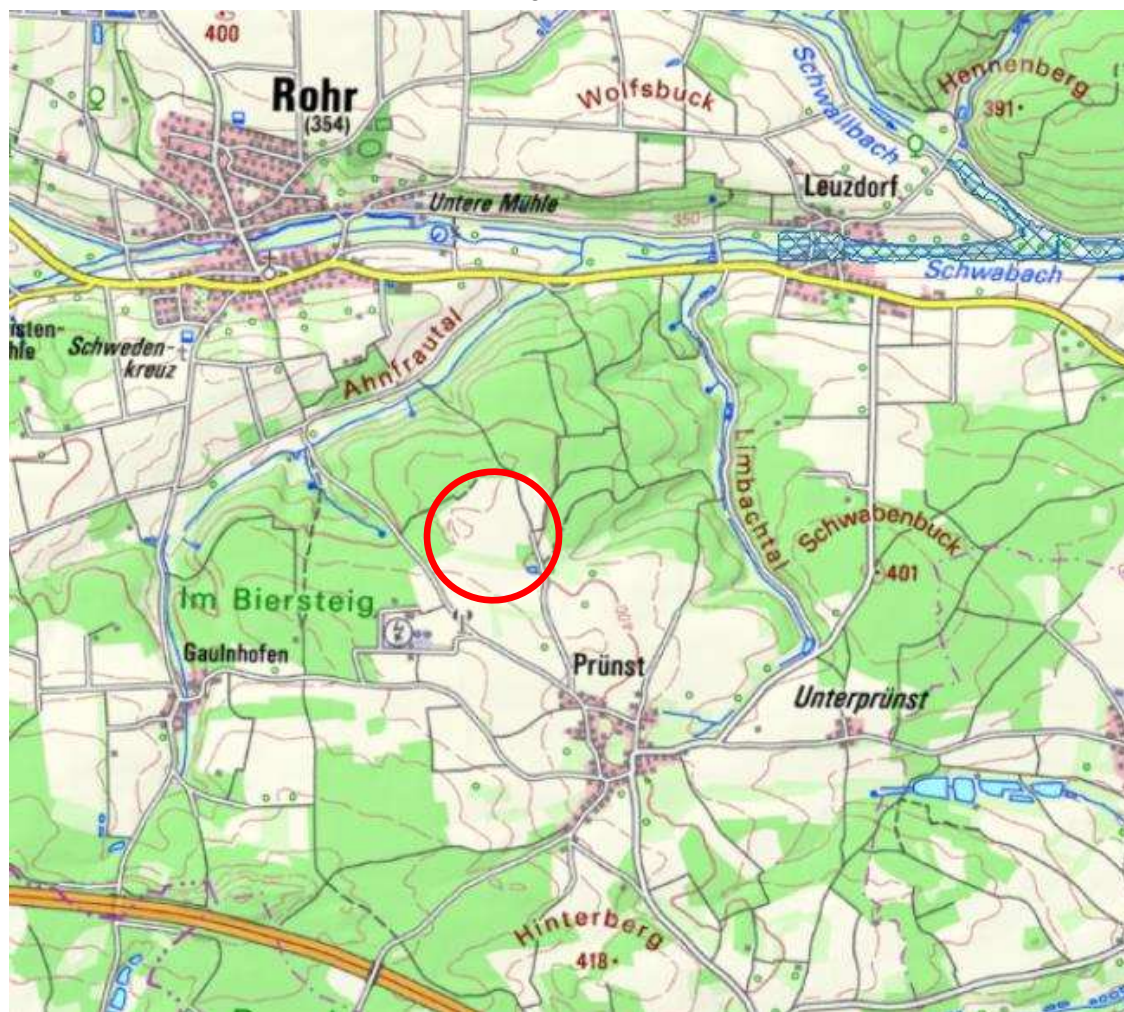 400
Rohr
(354)
Wolfsbuck
Schwallbach
Hennenberg
391
Leuzdorf
Untere Mühle
350
Schwabach
Schweden-
kreuz
Ahnfrautal
Limbachtal
Schwabenbuck
401
Im Biersteig
400
Gaulnhofen
Prünst
Unterprünst
Hinterberg
418